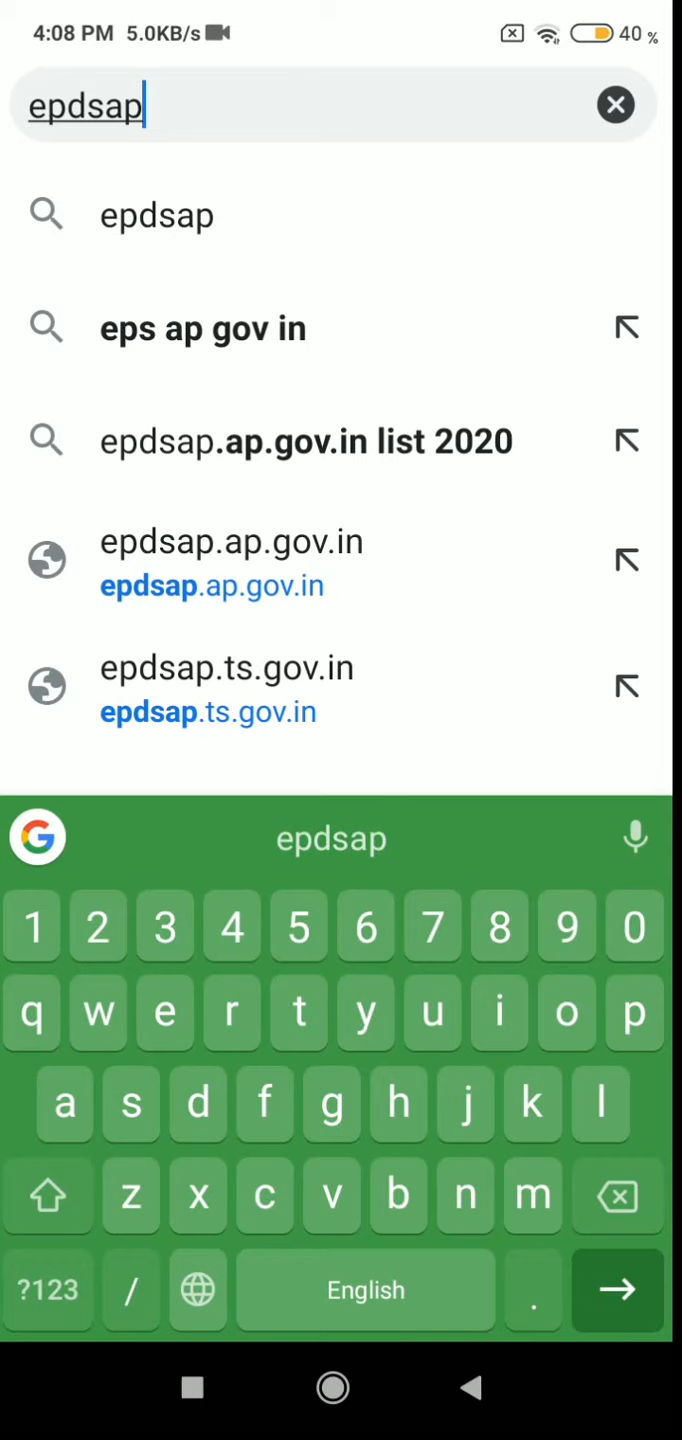 4:08 PM 5.0KB/s 40 %
epdsap
epdsap
eps ap gov in
epdsap.ap.gov.in list 2020
epdsap.ap.gov.in
epdsap.ap.gov.in
epdsap.ts.gov.in
epdsap.ts.gov.in
G epdsap
1 2 3 4 5 6 7 8 9 0
q w e r t y u i o p
a s d f g h j k l
z x c v b n m
?123 / English .